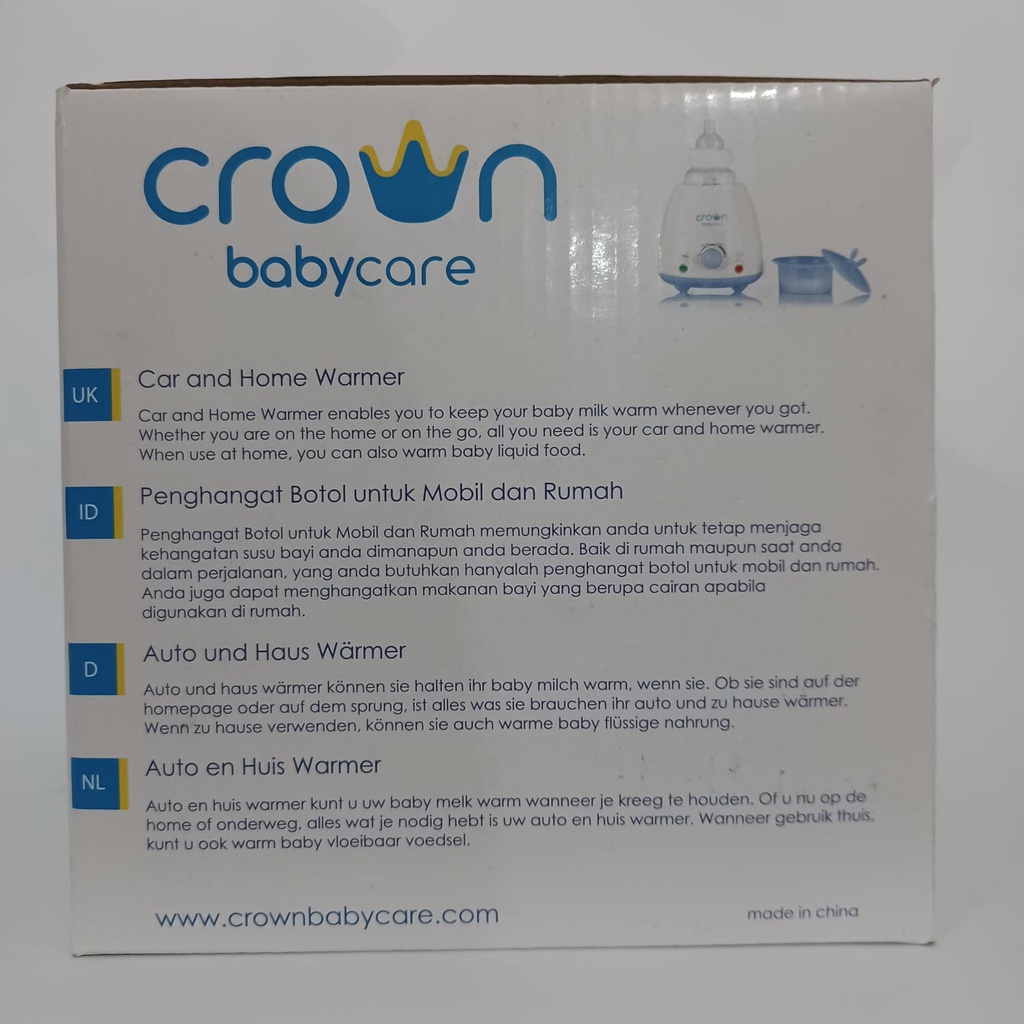 crown
babycare
crown
UK
Car and Home Warmer
Car and Home Warmer enables you to keep your baby milk warm whenever you got.
Whether you are on the home or on the go, all you need is your car and home warmer.
When use at home, you can also warm baby liquid food.
ID
Penghangat Botol untuk Mobil dan Rumah
Penghangat Botol untuk Mobil dan Rumah memungkinkan anda untuk tetap menjaga
kehangatan susu bayi anda dimanapun anda berada. Baik di rumah maupun saat anda
dalam perjalanan, yang anda butuhkan hanyalah penghangat botol untuk mobil dan rumah.
Anda juga dapat menghangatkan makanan bayi yang berupa cairan apabila
digunakan di rumah.
D
Auto und Haus Wärmer
Auto und haus wärmer können sie halten ihr baby milch warm, wenn sie. Ob sie sind auf der
homepage oder auf dem sprung, ist alles was sie brauchen ihr auto und zu hause wärmer.
Wenn zu hause verwenden, können sie auch warme baby flüssige nahrung.
NL
Auto en Huis Warmer
Auto en huis warmer kunt u uw baby melk warm wanneer je kreeg te houden. Of u nu op de
home of onderweg, alles wat je nodig hebt is uw auto en huis warmer. Wanneer gebruik thuis,
kunt u ook warm baby vloeibaar voedsel.
www.crownbabycare.com
made in china